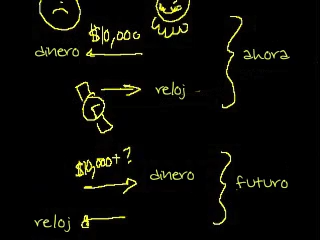 $10,000
dinero
ahora
reloj
$10,000+ ?
dinero
futuro
reloj